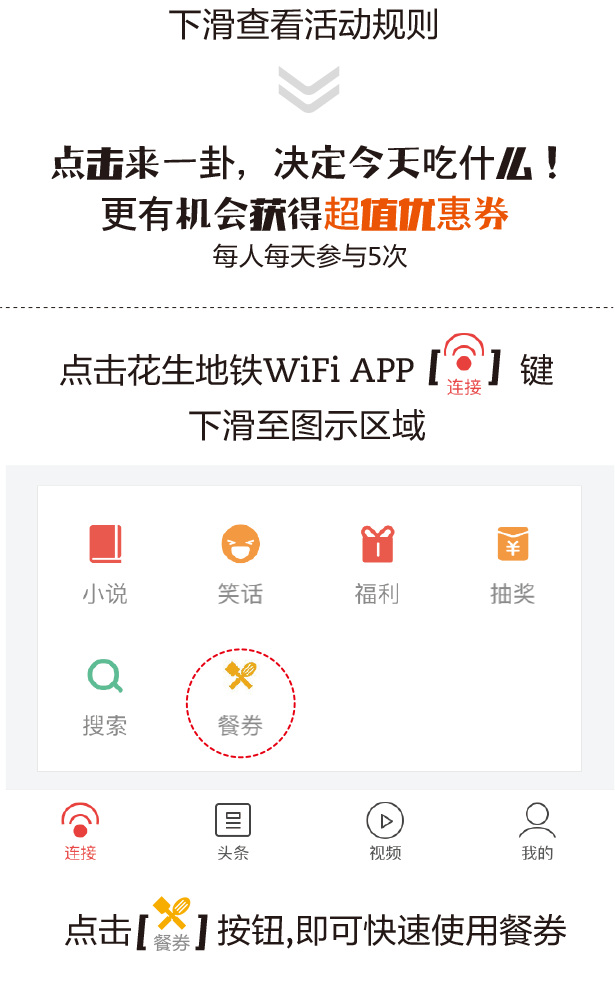 下滑查看活动规则
点击来一卦，决定今天吃什么！
更有机会获得超值优惠券
每人每天参与5次
点击花生地铁WiFi APP【连接】键
下滑至图示区域
小说 笑话 福利 抽奖
搜索 餐券
连接 头条 视频 我的
点击【餐券】按钮,即可快速使用餐券